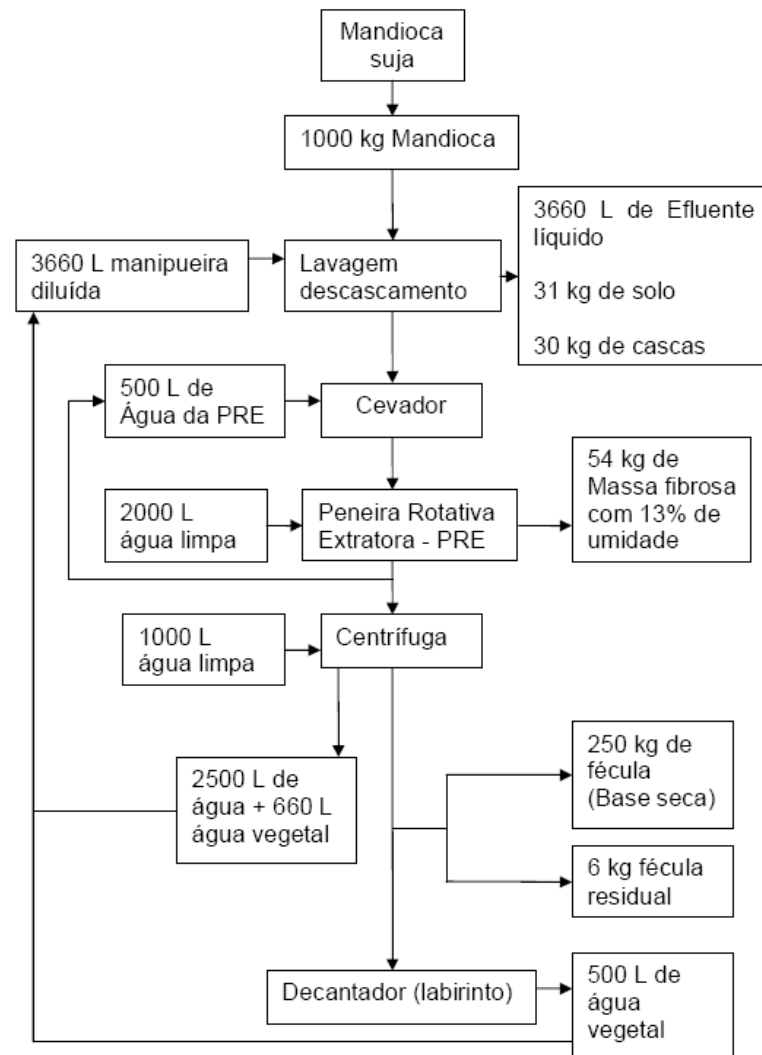 Mandioca
suja
1000 kg Mandioca
3660 L de Efluente
líquido
31 kg de solo
30 kg de cascas
3660 L manipueira
diluída
Lavagem
descascamento
500 L de
Água da PRE
Cevador
54 kg de
Massa fibrosa
com 13% de
umidade
2000 L
água limpa
Peneira Rotativa
Extratora - PRE
1000 L
água limpa
Centrífuga
2500 L de
água + 660 L
água vegetal
250 kg de
fécula
(Base seca)
6 kg fécula
residual
Decantador (labirinto)
500 L de
água
vegetal